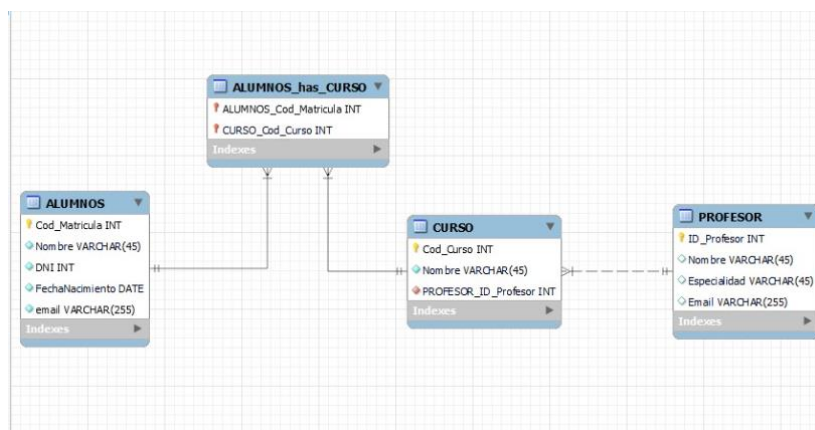 ALUMNOS_has_CURSO
ALUMNOS_Cod_Matricula INT
CURSO_Cod_Curso INT
Indexes
ALUMNOS
Cod_Matricula INT
Nombre VARCHAR(45)
DNI INT
FechaNacimiento DATE
email VARCHAR(255)
Indexes
CURSO
Cod_Curso INT
Nombre VARCHAR(45)
PROFESOR_ID_Profesor INT
Indexes
PROFESOR
ID_Profesor INT
Nombre VARCHAR(45)
Especialidad VARCHAR(45)
Email VARCHAR(255)
Indexes